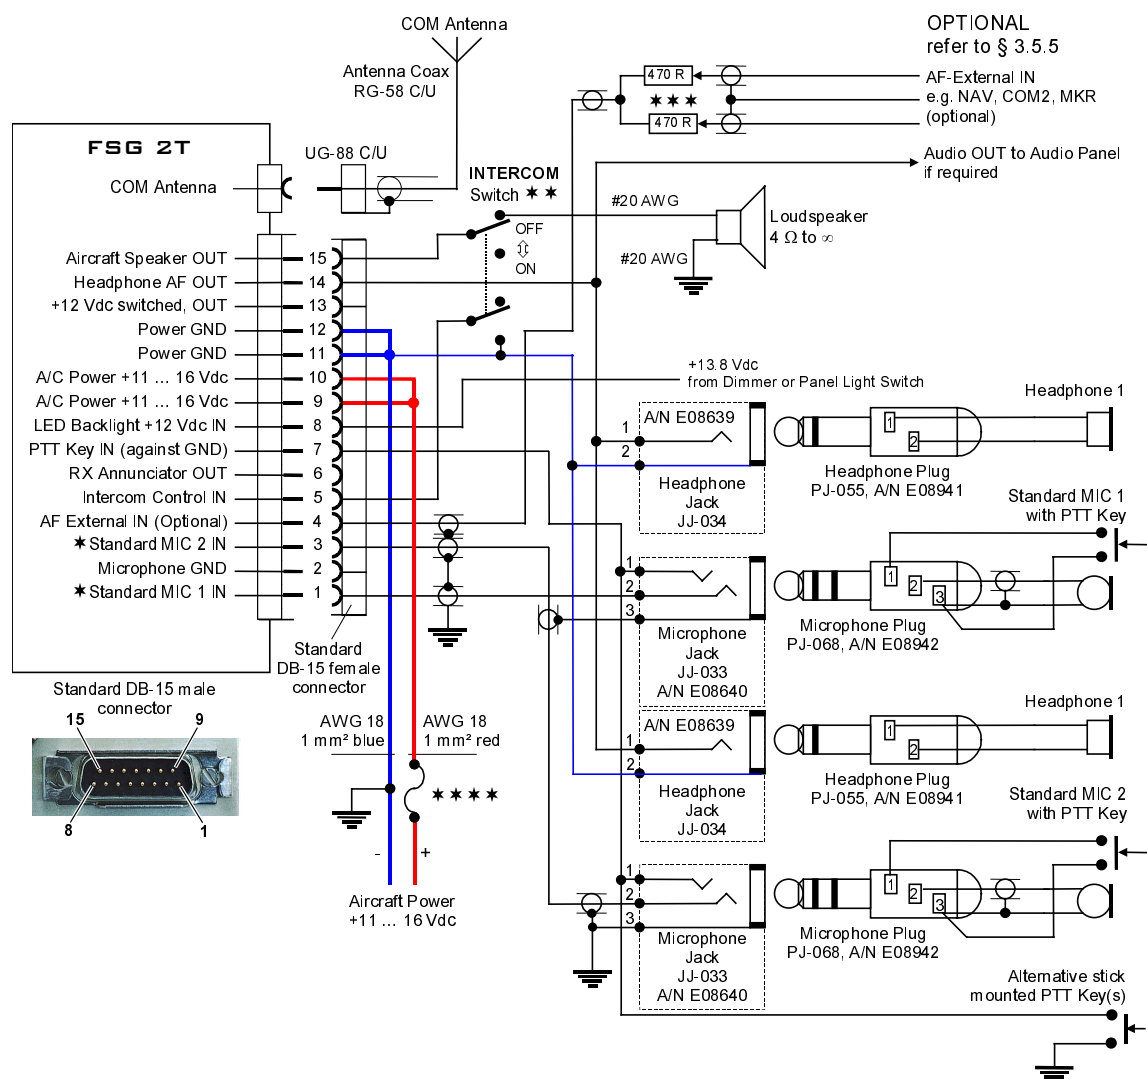 COM Antenna
OPTIONAL
refer to § 3.5.5
Antenna Coax
RG-58 C/U
470 R
★ ★ ★
470 R
AF-External IN
e.g. NAV, COM2, MKR
(optional)
FSG 2T
UG-88 C/U
COM Antenna
INTERCOM
Switch ★ ★
Audio OUT to Audio Panel
if required
#20 AWG
Loudspeaker
4 Ω to ∞
#20 AWG
OFF
ON
Aircraft Speaker OUT 15
Headphone AF OUT 14
+12 Vdc switched, OUT 13
Power GND 12
Power GND 11
A/C Power +11 ... 16 Vdc 10
A/C Power +11 ... 16 Vdc 9
LED Backlight +12 Vdc IN 8
PTT Key IN (against GND) 7
RX Annunciator OUT 6
Intercom Control IN 5
AF External IN (Optional) 4
★Standard MIC 2 IN 3
Microphone GND 2
★Standard MIC 1 IN 1
+13.8 Vdc
from Dimmer or Panel Light Switch
A/N E08639
1
2
Headphone
Jack
JJ-034
1
2
Headphone 1
Headphone Plug
PJ-055, A/N E08941
Standard MIC 1
with PTT Key
1
2
3
Microphone
Jack
JJ-033
A/N E08640
1
2
3
Microphone Plug
PJ-068, A/N E08942
Standard
DB-15 female
connector
Standard DB-15 male
connector
15
9
8
1
AWG 18
1 mm² blue
AWG 18
1 mm² red
★ ★ ★ ★
-
+
Aircraft Power
+11 ... 16 Vdc
A/N E08639
1
2
Headphone
Jack
JJ-034
1
2
Headphone 1
Headphone Plug
PJ-055, A/N E08941
Standard MIC 2
with PTT Key
1
2
3
Microphone
Jack
JJ-033
A/N E08640
1
2
3
Microphone Plug
PJ-068, A/N E08942
Alternative stick
mounted PTT Key(s)